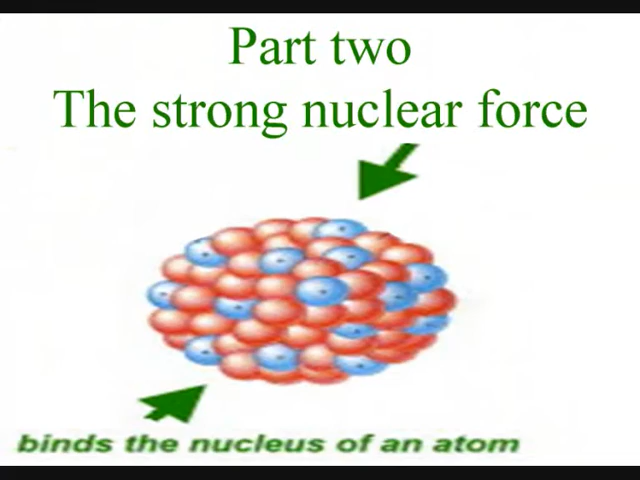 Part two
The strong nuclear force
binds the nucleus of an atom